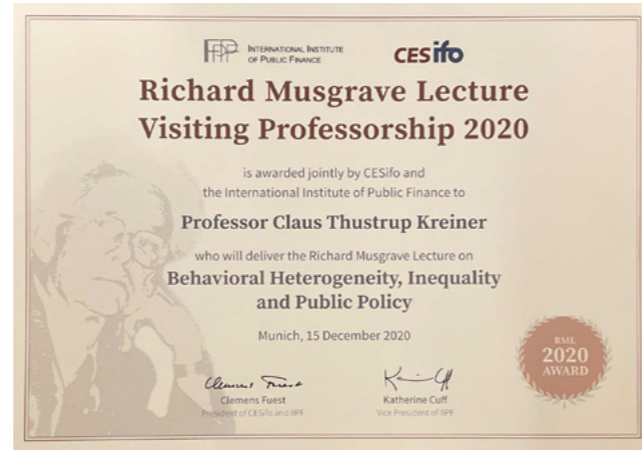 IIPF INTERNATIONAL INSTITUTE
OF PUBLIC FINANCE
CESifo
Richard Musgrave Lecture
Visiting Professorship 2020
is awarded jointly by CESifo and
the International Institute of Public Finance to
Professor Claus Thustrup Kreiner
who will deliver the Richard Musgrave Lecture on
Behavioral Heterogeneity, Inequality
and Public Policy
Munich, 15 December 2020
RML
2020
AWARD
Clemens Fuest
Clemens Fuest
President of CESifo and IIPF
Katherine Cuff
Vice President of IIPF